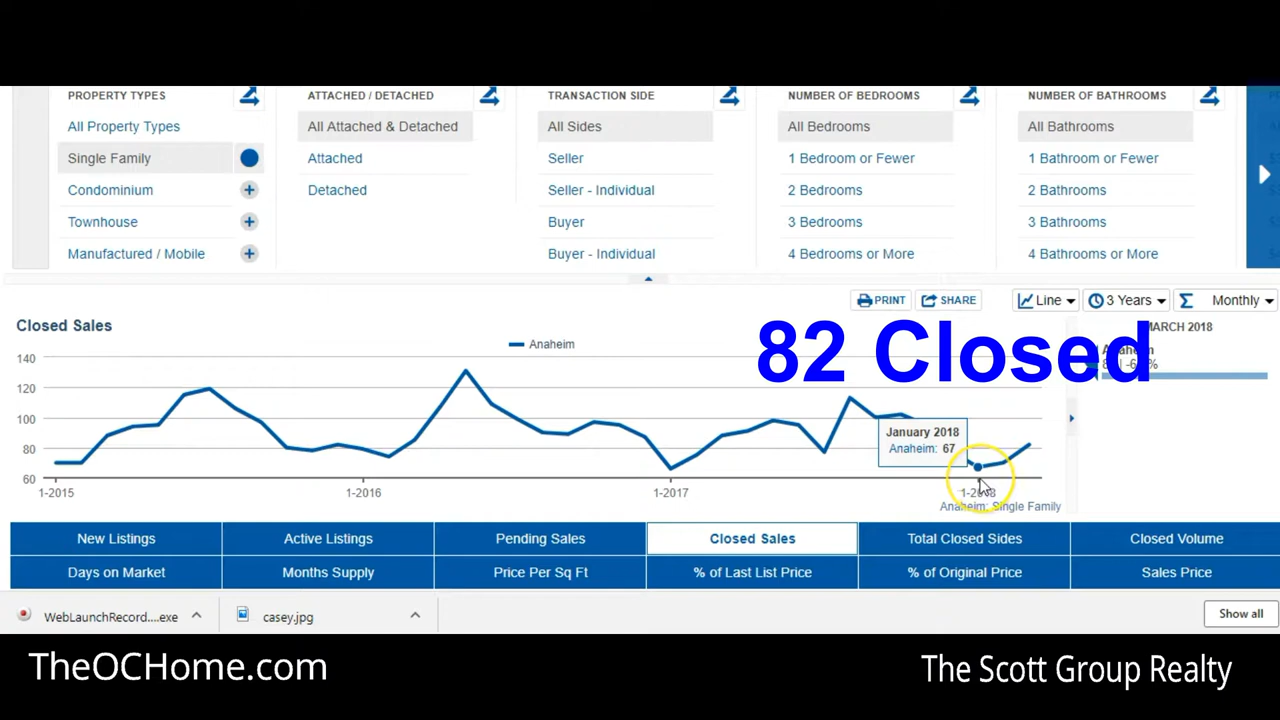 PROPERTY TYPES
ATTACHED / DETACHED
TRANSACTION SIDE
NUMBER OF BEDROOMS
NUMBER OF BATHROOMS
All Property Types
All Attached & Detached
All Sides
All Bedrooms
All Bathrooms
Single Family
Attached
Seller
1 Bedroom or Fewer
1 Bathroom or Fewer
Condominium
Detached
Seller - Individual
2 Bedrooms
2 Bathrooms
Townhouse
Buyer
3 Bedrooms
3 Bathrooms
Manufactured / Mobile
Buyer - Individual
4 Bedrooms or More
4 Bathrooms or More
PRINT
SHARE
Line
3 Years
Monthly
Closed Sales
MARCH 2018
Anaheim
82 Closed
Anaheim
140
120
100
80
60
January 2018
Anaheim: 67
1-2015
1-2016
1-2017
1-2018
Anaheim: Single Family
New Listings
Active Listings
Pending Sales
Closed Sales
Total Closed Sides
Closed Volume
Days on Market
Months Supply
Price Per Sq Ft
% of Last List Price
% of Original Price
Sales Price
WebLaunchRecord....exe
casey.jpg
Show all
TheOCHome.com
The Scott Group Realty